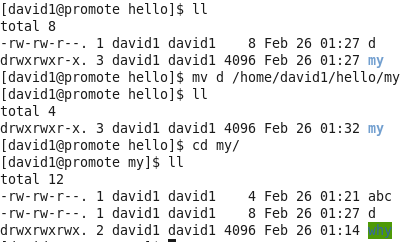 [david1@promote hello]$ ll
total 8
-rw-rw-r--. 1 david1 david1    8 Feb 26 01:27 d
drwxrwxr-x. 3 david1 david1 4096 Feb 26 01:27 my
[david1@promote hello]$ mv d /home/david1/hello/my
[david1@promote hello]$ ll
total 4
drwxrwxr-x. 3 david1 david1 4096 Feb 26 01:32 my
[david1@promote hello]$ cd my/
[david1@promote my]$ ll
total 12
-rw-rw-r--. 1 david1 david1    4 Feb 26 01:21 abc
-rw-rw-r--. 1 david1 david1    8 Feb 26 01:27 d
drwxrwxrwx. 2 david1 david1 4096 Feb 26 01:14 why